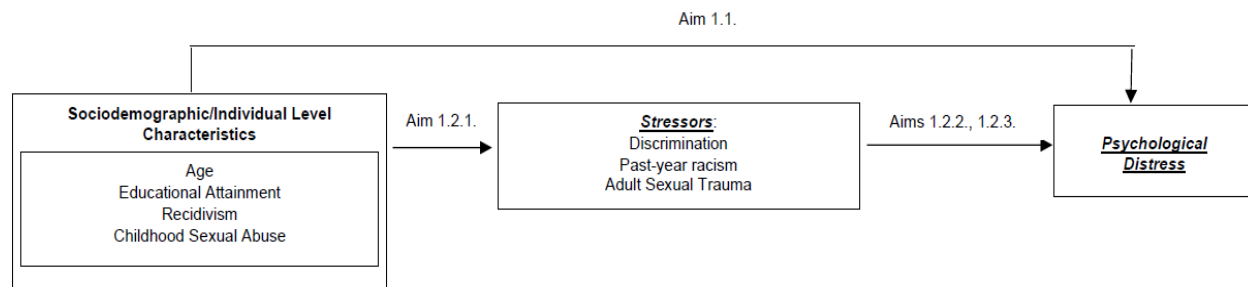 Aim 1.1.
Sociodemographic/Individual Level
Characteristics
Age
Educational Attainment
Recidivism
Childhood Sexual Abuse
Aim 1.2.1.
Stressors:
Discrimination
Past-year racism
Adult Sexual Trauma
Aims 1.2.2., 1.2.3.
Psychological
Distress